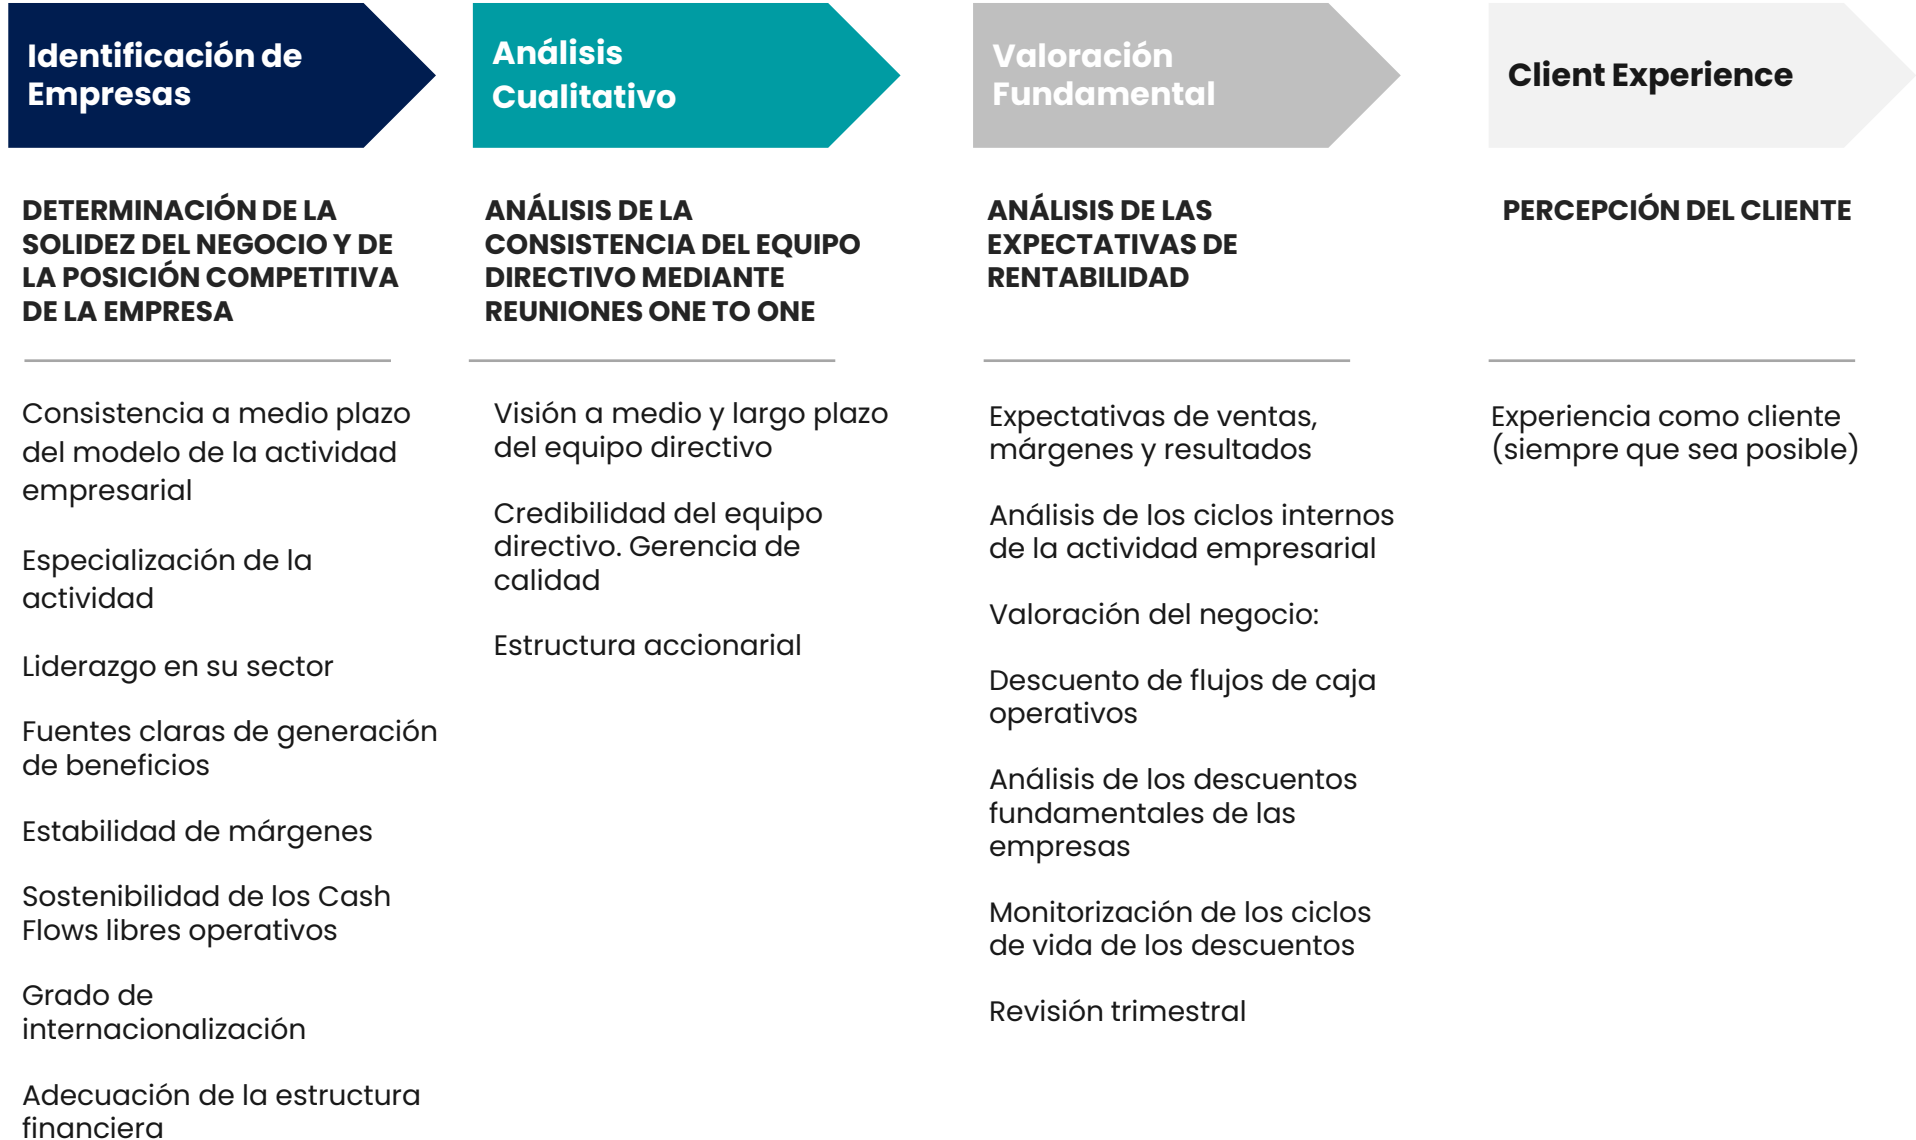 Identificación de
Empresas
DETERMINACIÓN DE LA
SOLIDEZ DEL NEGOCIO Y DE
LA POSICIÓN COMPETITIVA
DE LA EMPRESA
Consistencia a medio plazo
del modelo de la actividad
empresarial
Especialización de la
actividad
Liderazgo en su sector
Fuentes claras de generación
de beneficios
Estabilidad de márgenes
Sostenibilidad de los Cash
Flows libres operativos
Grado de
internacionalización
Adecuación de la estructura
financiera
Análisis
Cualitativo
ANÁLISIS DE LA
CONSISTENCIA DEL EQUIPO
DIRECTIVO MEDIANTE
REUNIONES ONE TO ONE
Visión a medio y largo plazo
del equipo directivo
Credibilidad del equipo
directivo. Gerencia de
calidad
Estructura accionarial
Valoración
Fundamental
ANÁLISIS DE LAS
EXPECTATIVAS DE
RENTABILIDAD
Expectativas de ventas,
márgenes y resultados
Análisis de los ciclos internos
de la actividad empresarial
Valoración del negocio:
Descuento de flujos de caja
operativos
Análisis de los descuentos
fundamentales de las
empresas
Monitorización de los ciclos
de vida de los descuentos
Revisión trimestral
Client Experience
PERCEPCIÓN DEL CLIENTE
Experiencia como cliente
(siempre que sea posible)